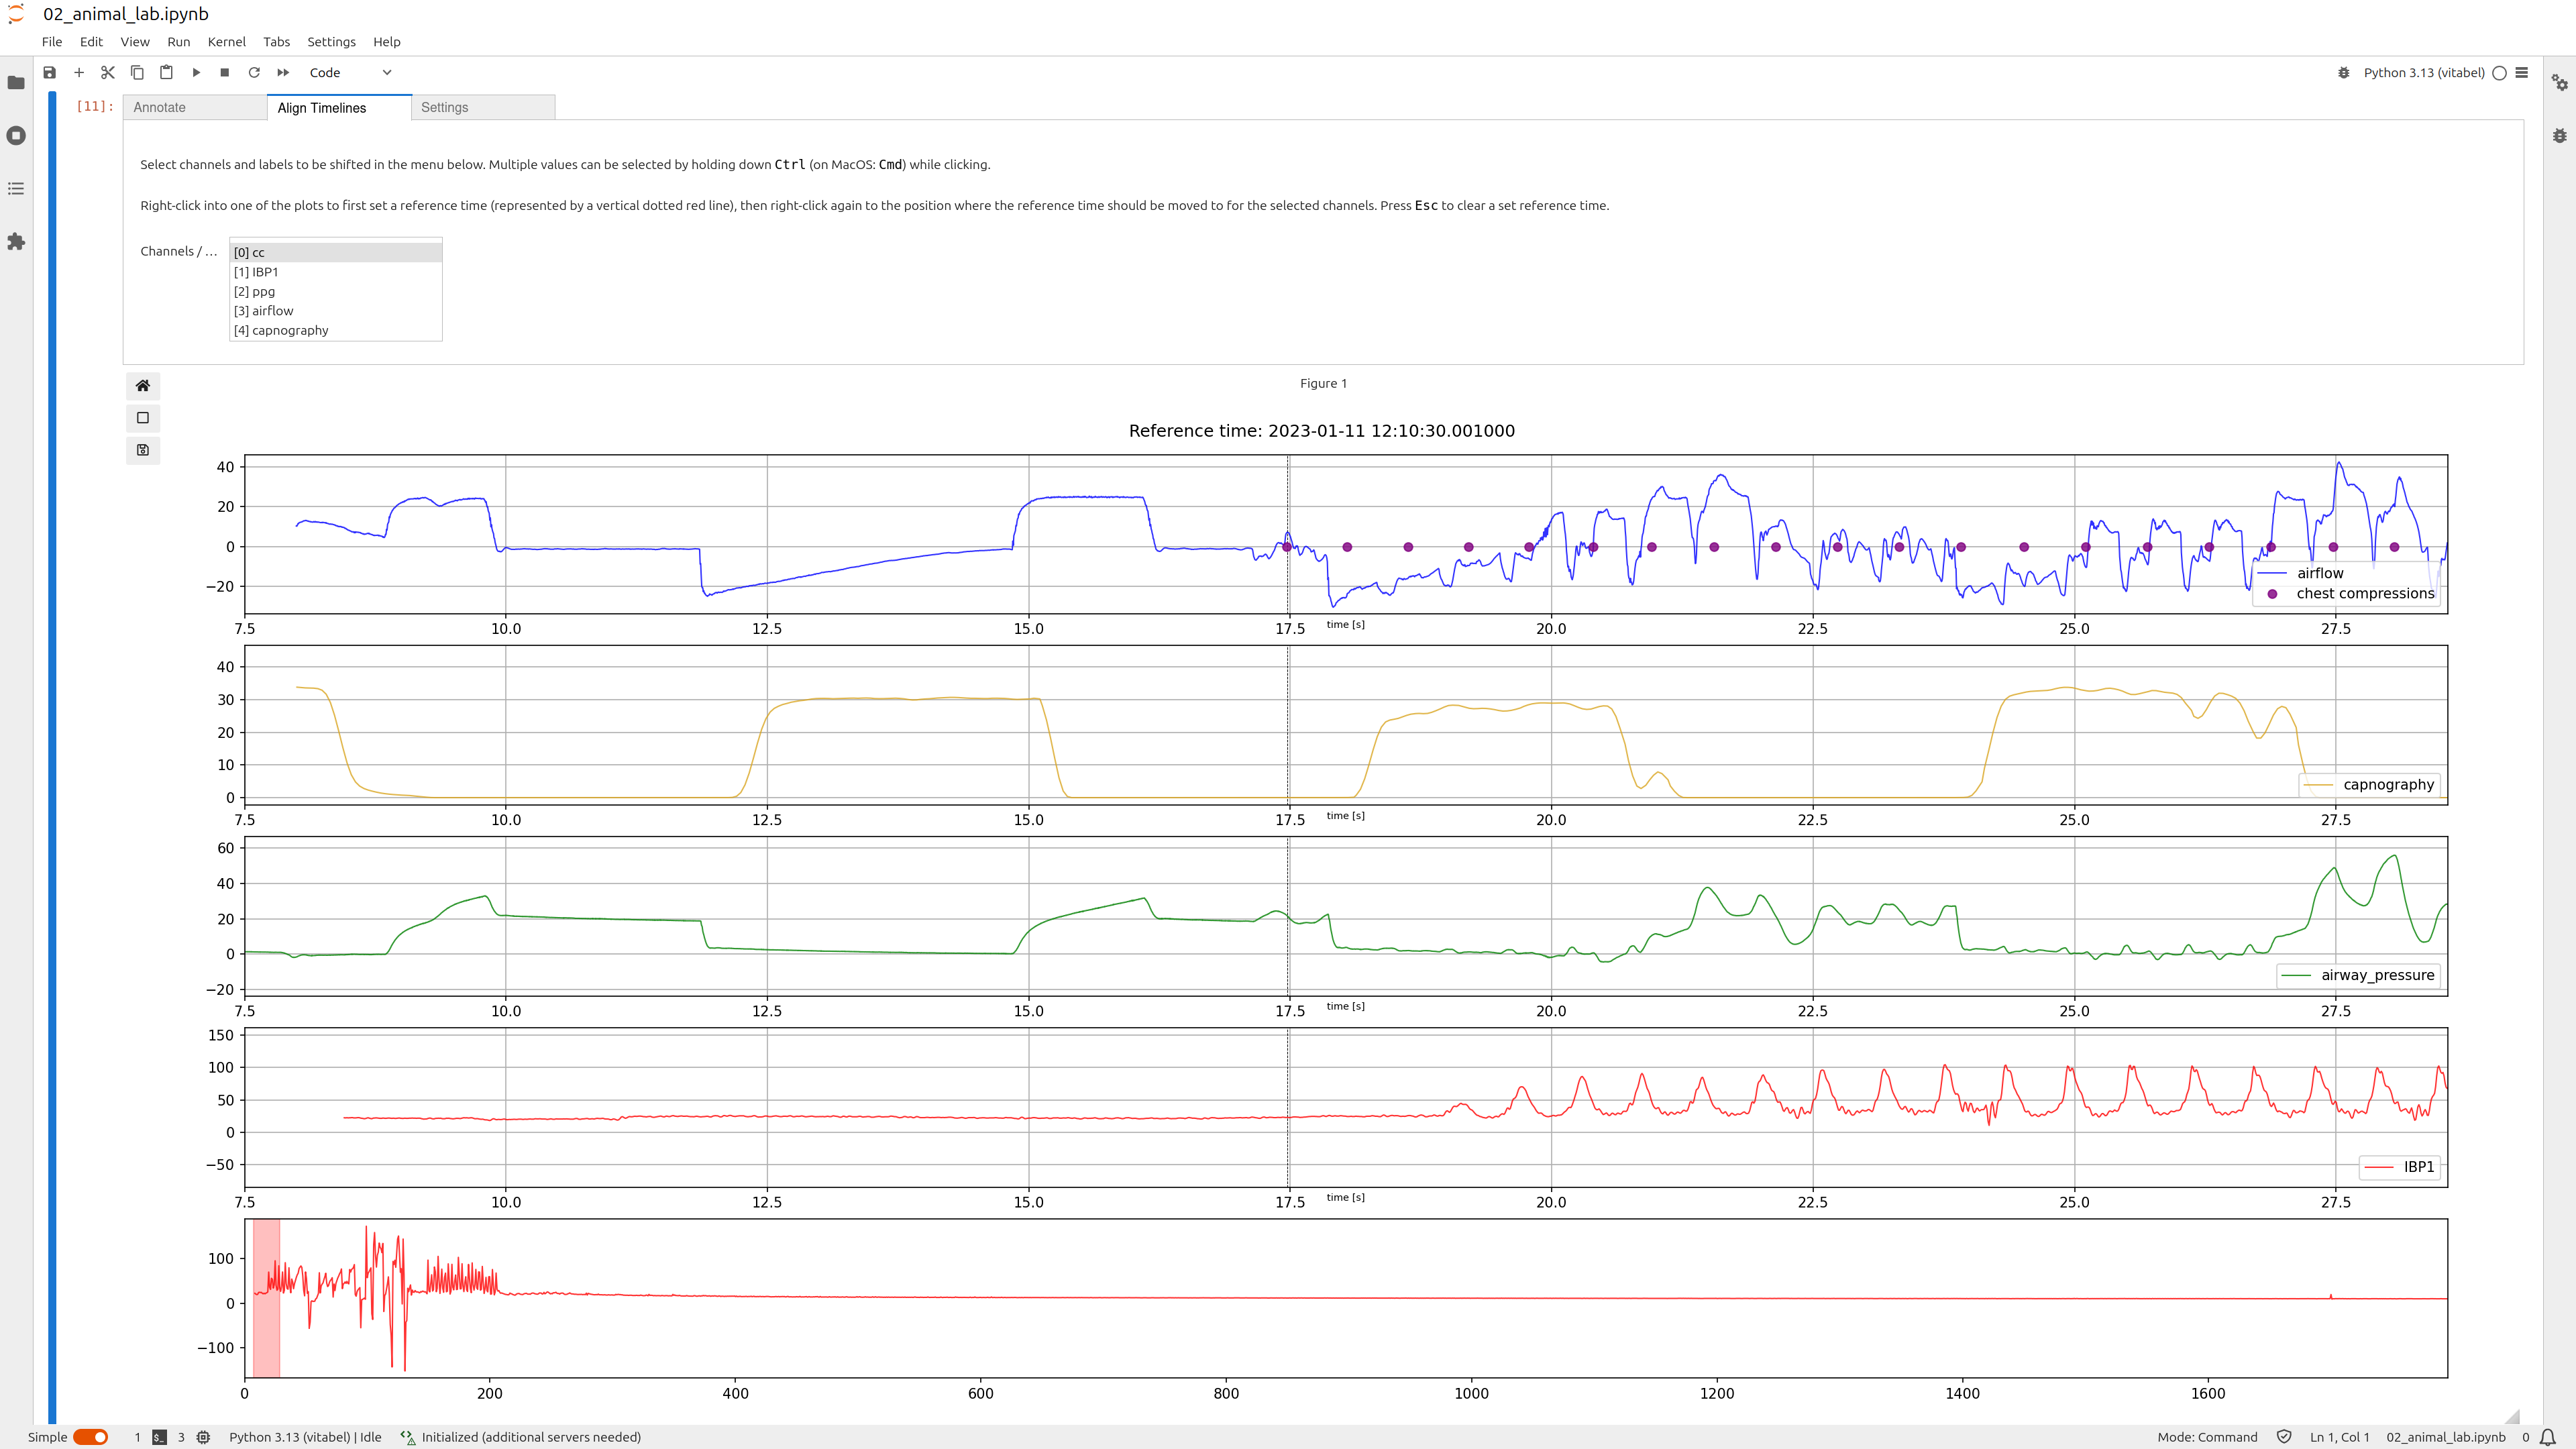 02_animal_lab.ipynb
File Edit View Run Kernel Tabs Settings Help
Code Python 3.13 (vitabel)
[11]: Annotate Align Timelines Settings
Select channels and labels to be shifted in the menu below. Multiple values can be selected by holding down Ctrl (on MacOS: Cmd) while clicking.
Right-click into one of the plots to first set a reference time (represented by a vertical dotted red line), then right-click again to the position where the reference time should be moved to for the selected channels. Press Esc to clear a set reference time.
Channels / …
[0] cc
[1] IBP1
[2] ppg
[3] airflow
[4] capnography
Figure 1
Reference time: 2023-01-11 12:10:30.001000
40
20
0
−20
airflow
chest compressions
7.5 10.0 12.5 15.0 17.5 time [s] 20.0 22.5 25.0 27.5
40
30
20
10
0
capnography
7.5 10.0 12.5 15.0 17.5 time [s] 20.0 22.5 25.0 27.5
60
40
20
0
−20
airway_pressure
7.5 10.0 12.5 15.0 17.5 time [s] 20.0 22.5 25.0 27.5
150
100
50
0
−50
IBP1
7.5 10.0 12.5 15.0 17.5 time [s] 20.0 22.5 25.0 27.5
100
0
−100
0 200 400 600 800 1000 1200 1400 1600
Simple 1 3 Python 3.13 (vitabel) | Idle Initialized (additional servers needed) Mode: Command Ln 1, Col 1 02_animal_lab.ipynb 0